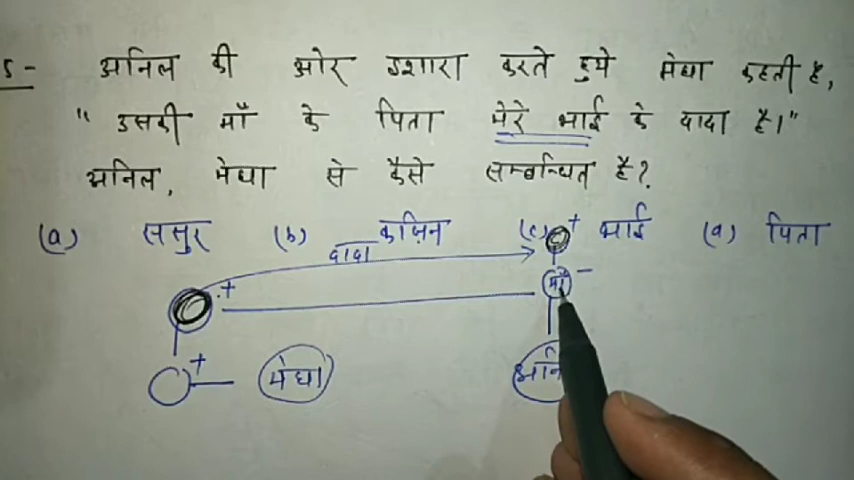 5- अनिल की ओर इशारा करते हुये मेघा कहती है,
" उसकी माँ के पिता मेरे भाई के दादा है।"
अनिल, मेघा से कैसे सम्बन्धित है?
(a) ससुर (b) कज़िन (c) भाई (d) पिता
दादा
+ माँ -
+
+ मेघा